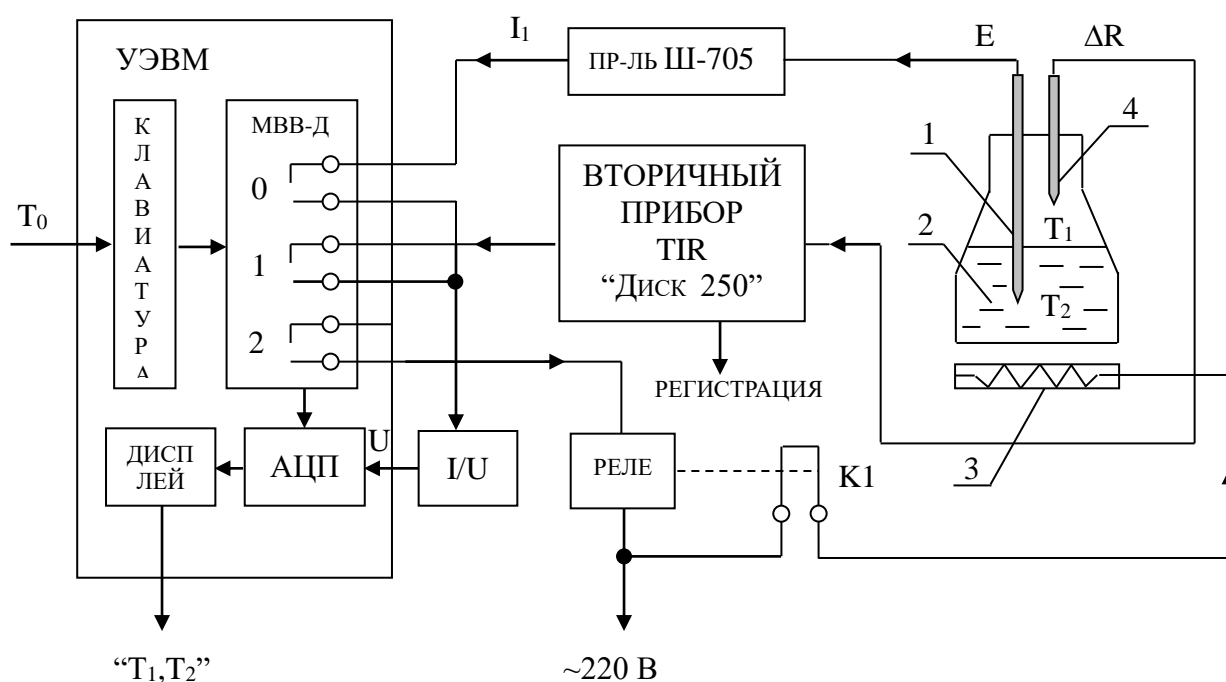 УЭВМ
К
Л
А
В
И
А
Т
У
Р
А
МВВ-Д
0
1
2
T₀
I₁
ПР-ЛЬ Ш-705
E
ΔR
ВТОРИЧНЫЙ
ПРИБОР
TIR
“ДИСК 250”
РЕГИСТРАЦИЯ
1
4
2
T₁
T₂
3
ДИСП
ЛЕЙ
АЦП
U
I/U
РЕЛЕ
K1
“T₁,T₂”
~220 В